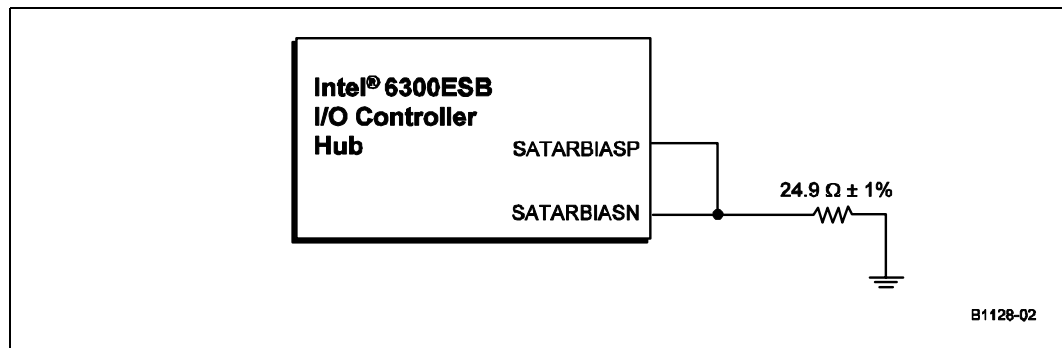 Intel® 6300ESB
I/O Controller
Hub
SATARBIASP
SATARBIASN
24.9 Ω ± 1%
B1128-02